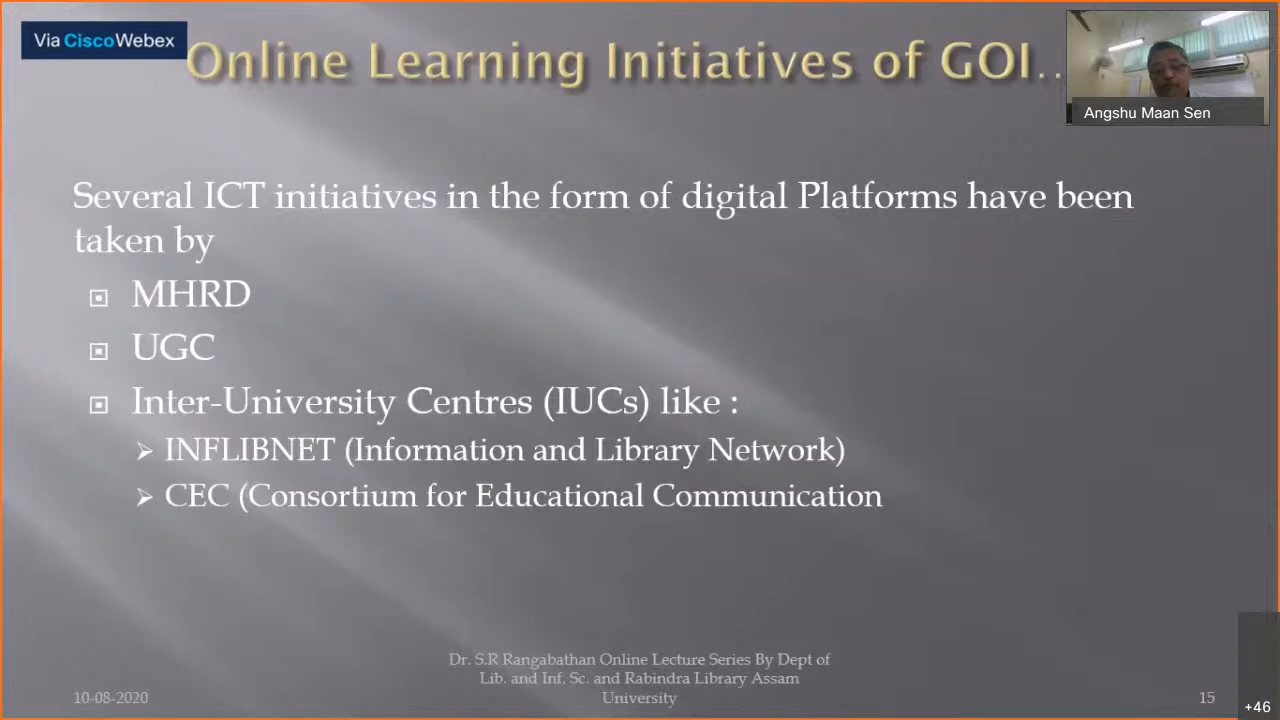 Via CiscoWebex
Online Learning Initiatives of GOI..
Angshu Maan Sen
Several ICT initiatives in the form of digital Platforms have been
taken by
MHRD
UGC
Inter-University Centres (IUCs) like :
INFLIBNET (Information and Library Network)
CEC (Consortium for Educational Communication
Dr. S.R Rangabathan Online Lecture Series By Dept of
Lib. and Inf. Sc. and Rabindra Library Assam
University
10-08-2020
15
+46